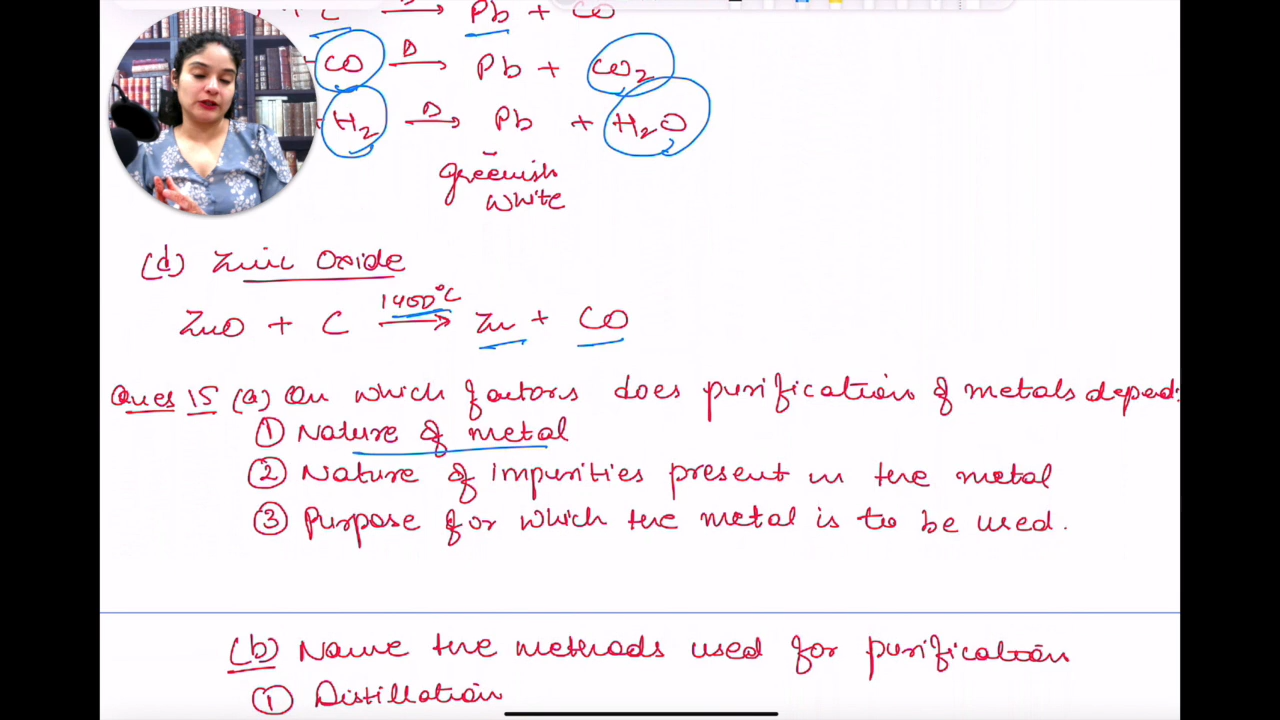 C Δ→ Pb + CO
+ CO Δ→ Pb + CO2
+ H2 Δ→ Pb + H2O
greenish
white
(d) Zinc Oxide
ZnO + C 1400°C→ Zn + CO
Ques 15 (a) On which factors does purification of metals depend:
① Nature of metal
② Nature of impurities present in the metal
③ Purpose for which the metal is to be used.
(b) Name the methods used for purification
① Distillation